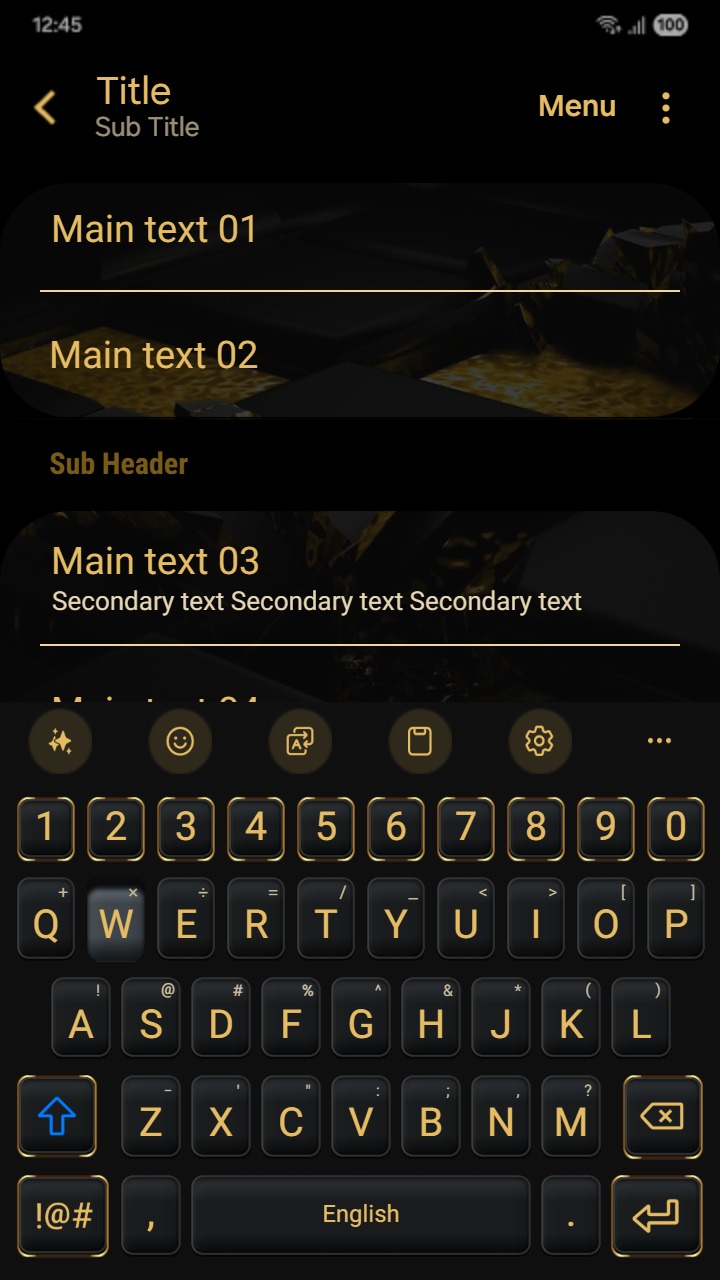 12:45
100
Title
Sub Title
Menu
Main text 01
Main text 02
Sub Header
Main text 03
Secondary text Secondary text Secondary text
1 2 3 4 5 6 7 8 9 0
+ × ÷ = / _ < > [ ]
Q W E R T Y U I O P
! @ # % ^ & * ( )
A S D F G H J K L
- ' " : ; , ?
Z X C V B N M
!@# , English .